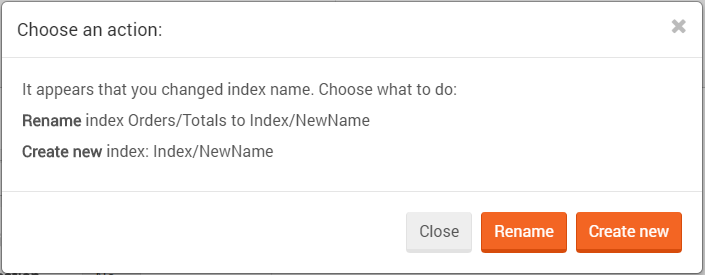 Choose an action:
It appears that you changed index name. Choose what to do:
Rename index Orders/Totals to Index/NewName
Create new index: Index/NewName
Close Rename Create new